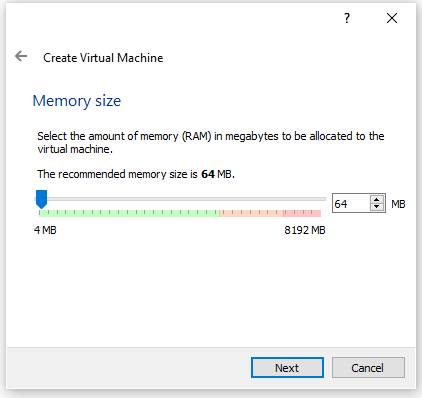 ?
Create Virtual Machine
Memory size
Select the amount of memory (RAM) in megabytes to be allocated to the
virtual machine.
The recommended memory size is 64 MB.
64 MB
4 MB 8192 MB
Next Cancel